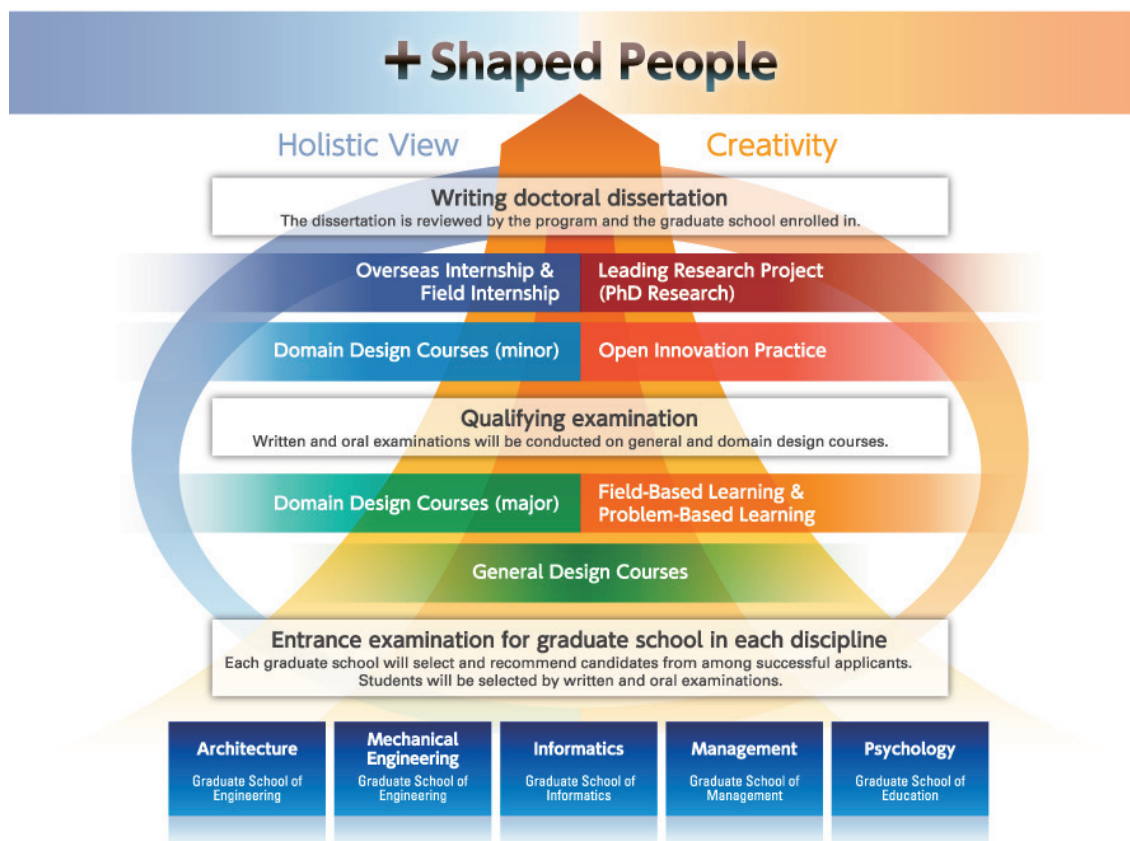 +Shaped People
Holistic View
Creativity
Writing doctoral dissertation
The dissertation is reviewed by the program and the graduate school enrolled in.
Overseas Internship &
Field Internship
Leading Research Project
(PhD Research)
Domain Design Courses (minor)
Open Innovation Practice
Qualifying examination
Written and oral examinations will be conducted on general and domain design courses.
Domain Design Courses (major)
Field-Based Learning &
Problem-Based Learning
General Design Courses
Entrance examination for graduate school in each discipline
Each graduate school will select and recommend candidates from among successful applicants.
Students will be selected by written and oral examinations.
Architecture
Graduate School of
Engineering
Mechanical
Engineering
Graduate School of
Engineering
Informatics
Graduate School of
Informatics
Management
Graduate School of
Management
Psychology
Graduate School of
Education